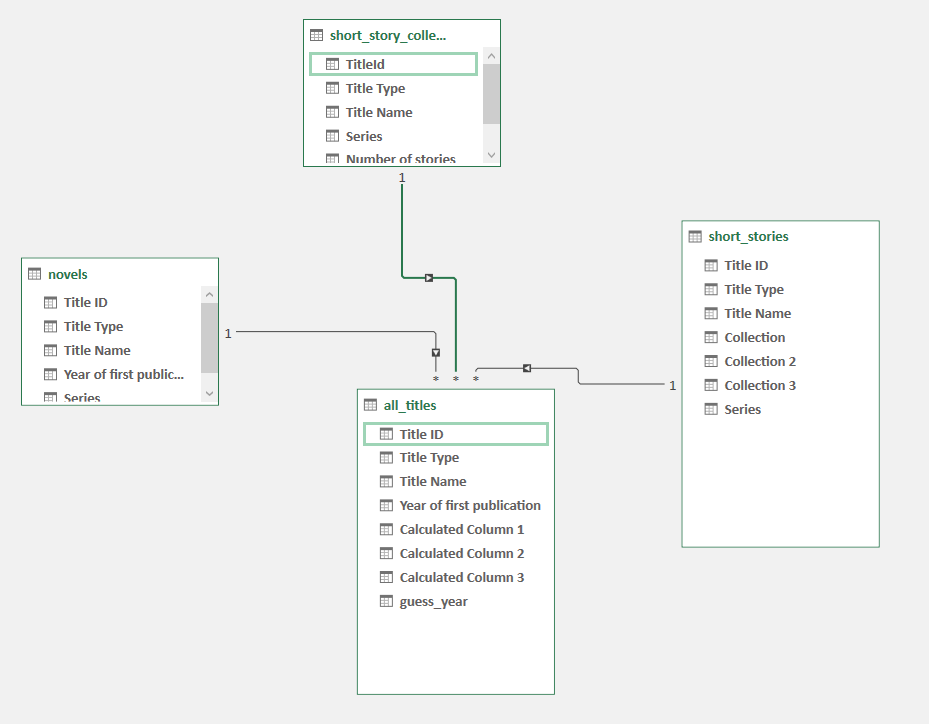 short_story_colle...
TitleId
Title Type
Title Name
Series
Number of stories
1
novels
Title ID
Title Type
Title Name
Year of first public...
Series
1
short_stories
Title ID
Title Type
Title Name
Collection
Collection 2
Collection 3
Series
1
* * *
all_titles
Title ID
Title Type
Title Name
Year of first publication
Calculated Column 1
Calculated Column 2
Calculated Column 3
guess_year